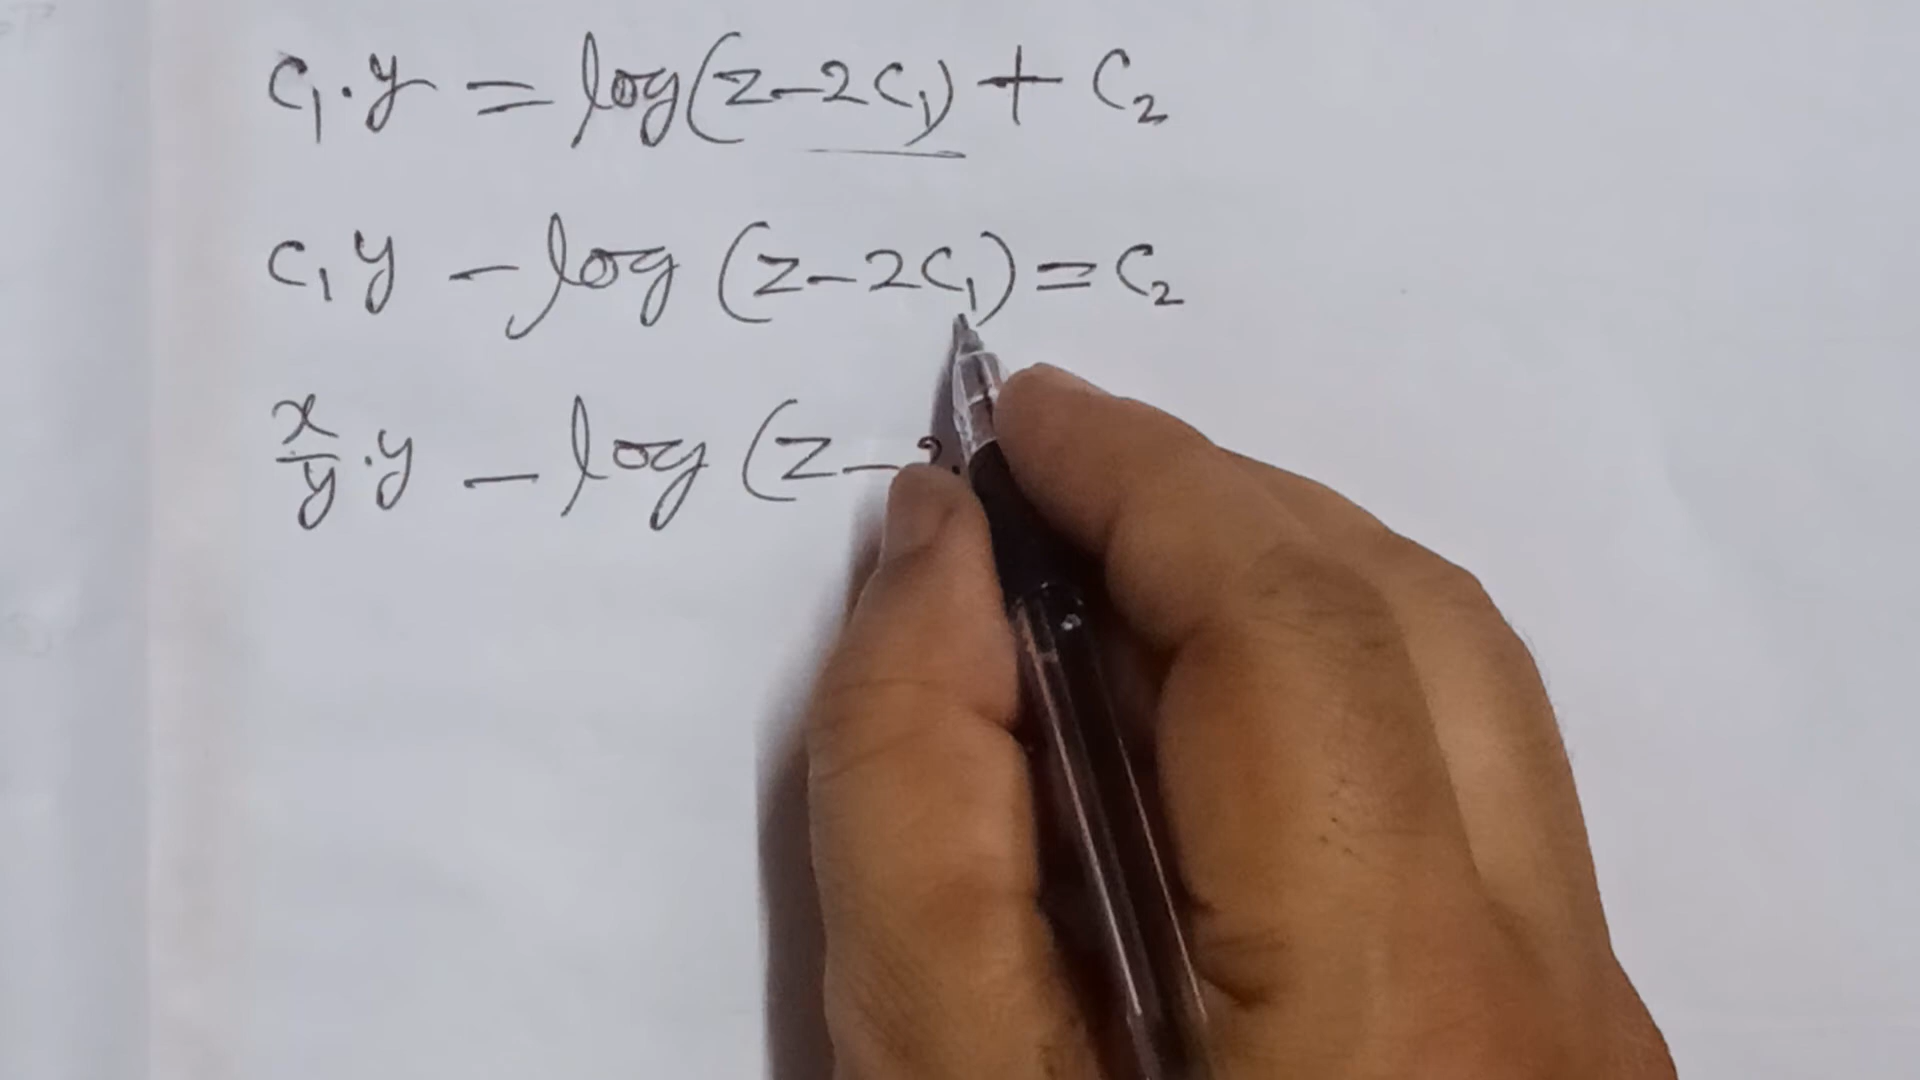 c₁·y = log(z-2c₁) + c₂
c₁y - log(z-2c₁) = c₂
x/y·y - log(z-